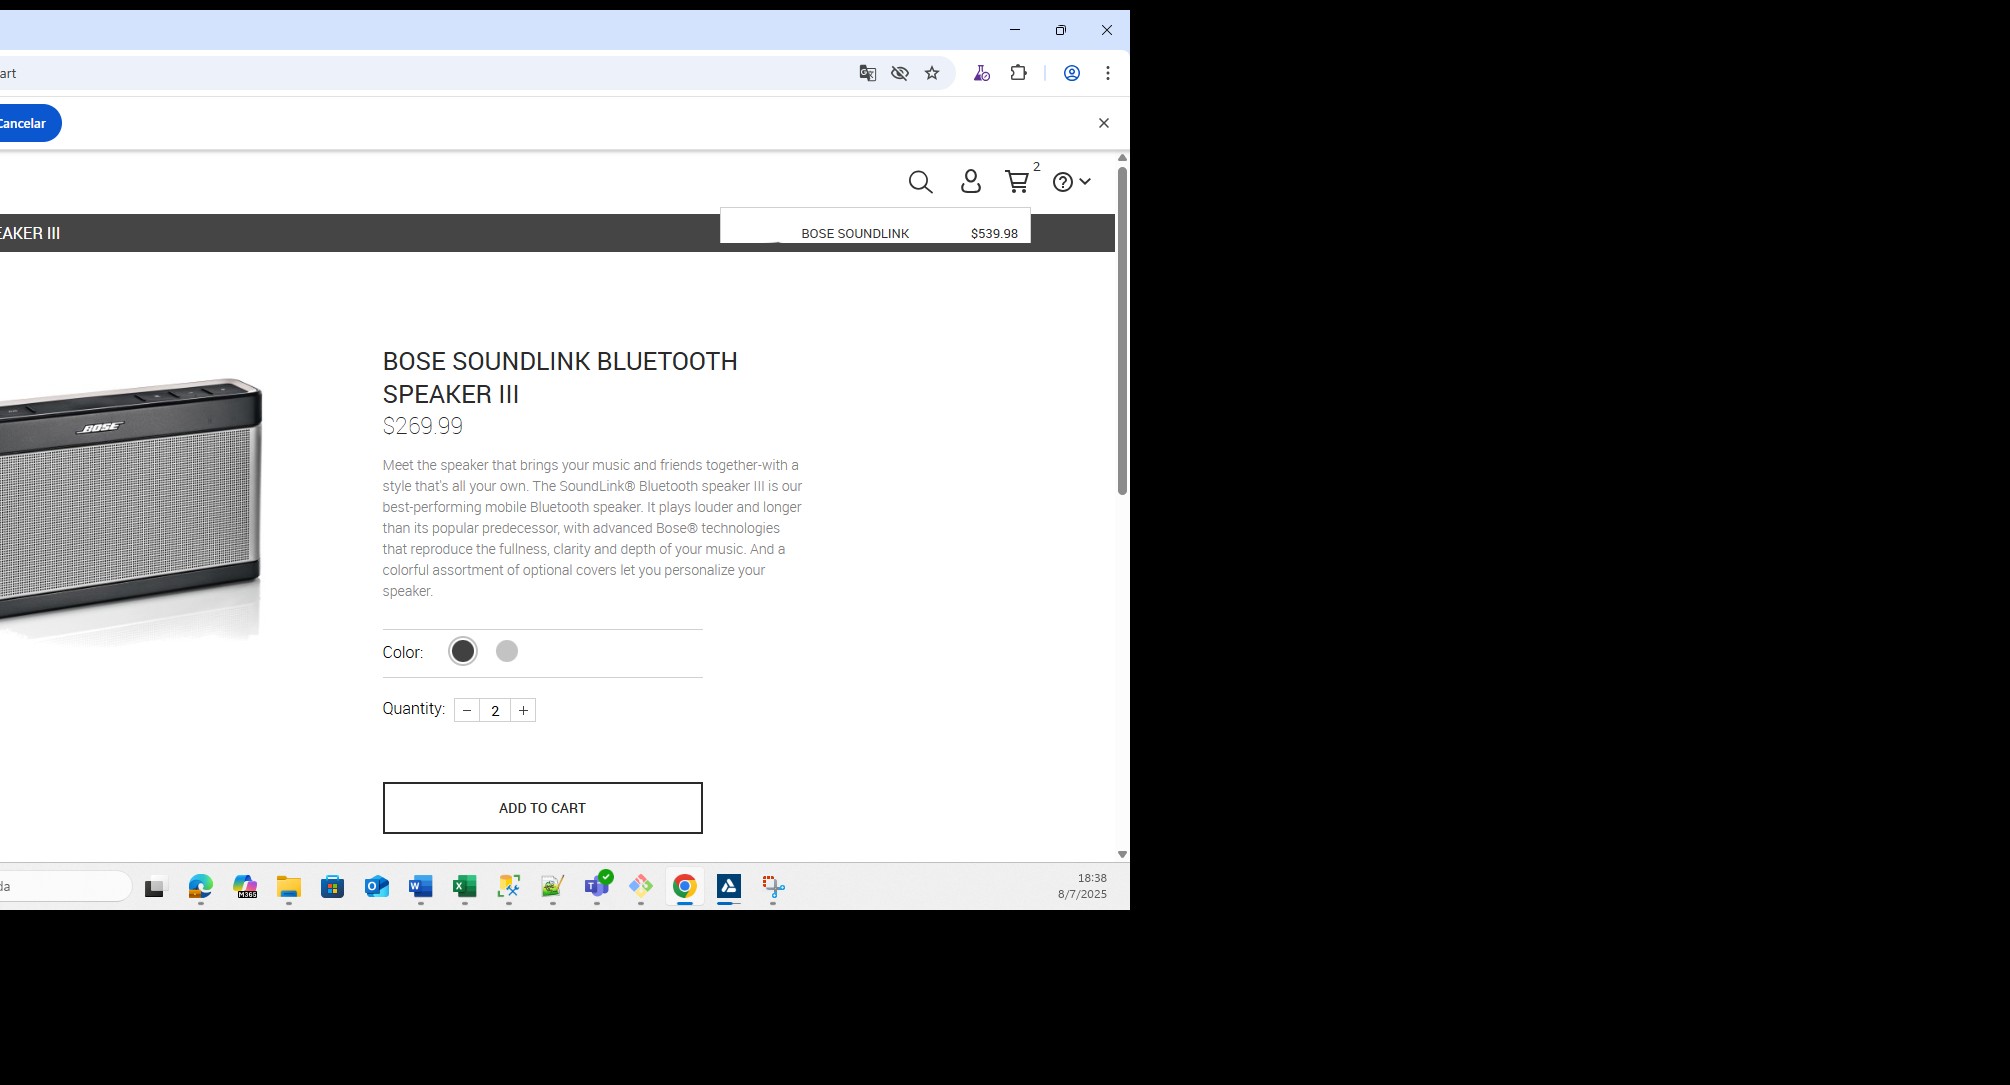 art
Cancelar
2
EAKER III
BOSE SOUNDLINK $539.98
BOSE SOUNDLINK BLUETOOTH
SPEAKER III
$269.99
BOSE
Meet the speaker that brings your music and friends together-with a
style that's all your own. The SoundLink® Bluetooth speaker III is our
best-performing mobile Bluetooth speaker. It plays louder and longer
than its popular predecessor, with advanced Bose® technologies
that reproduce the fullness, clarity and depth of your music. And a
colorful assortment of optional covers let you personalize your
speaker.
Color:
Quantity: − 2 +
ADD TO CART
da
M365
18:38
8/7/2025